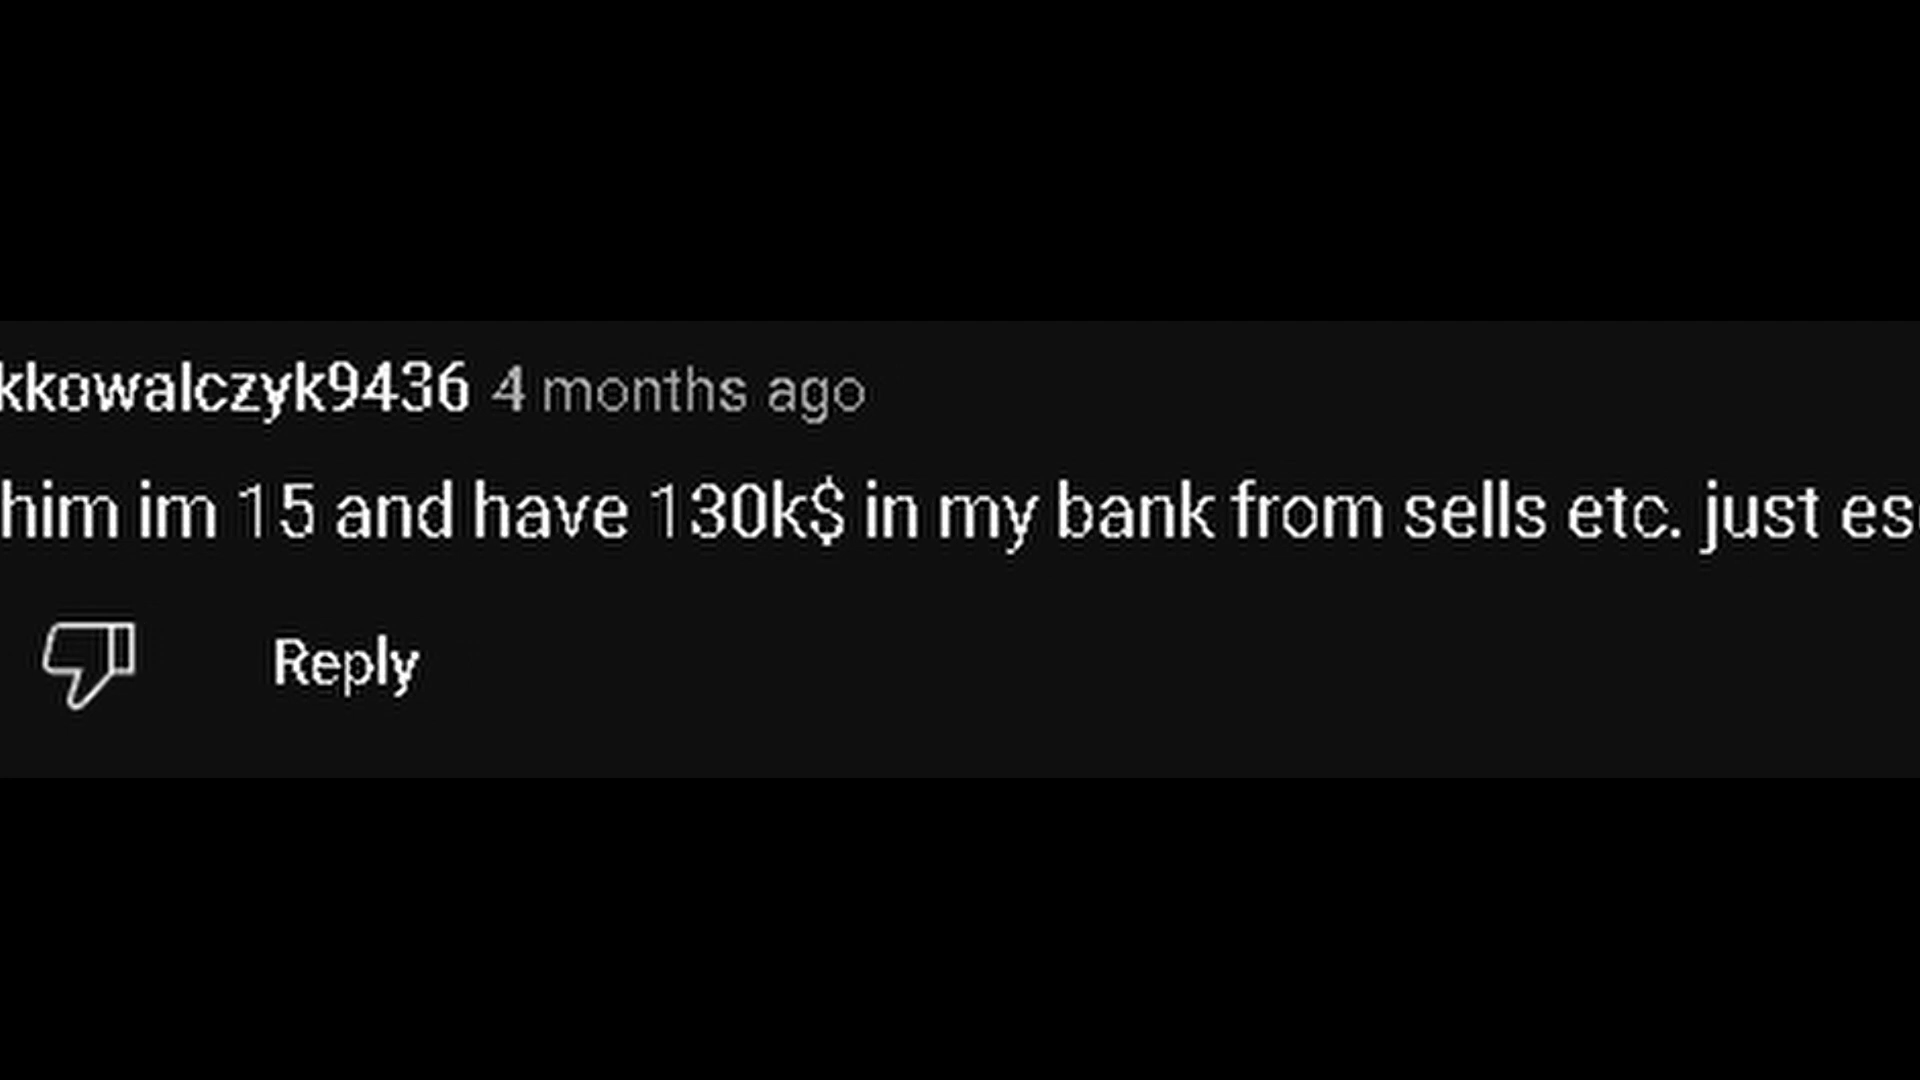 kkowalczyk9436 4 months ago
him im 15 and have 130k$ in my bank from sells etc. just es
Reply